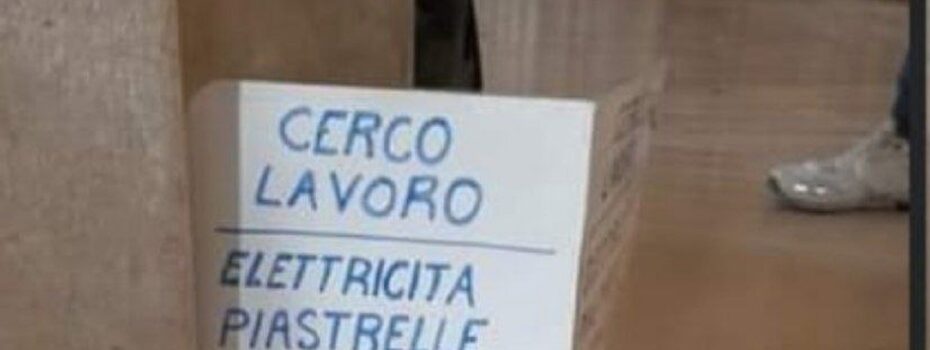 CERCO
LAVORO
ELETTRICITA
PIASTRELLE